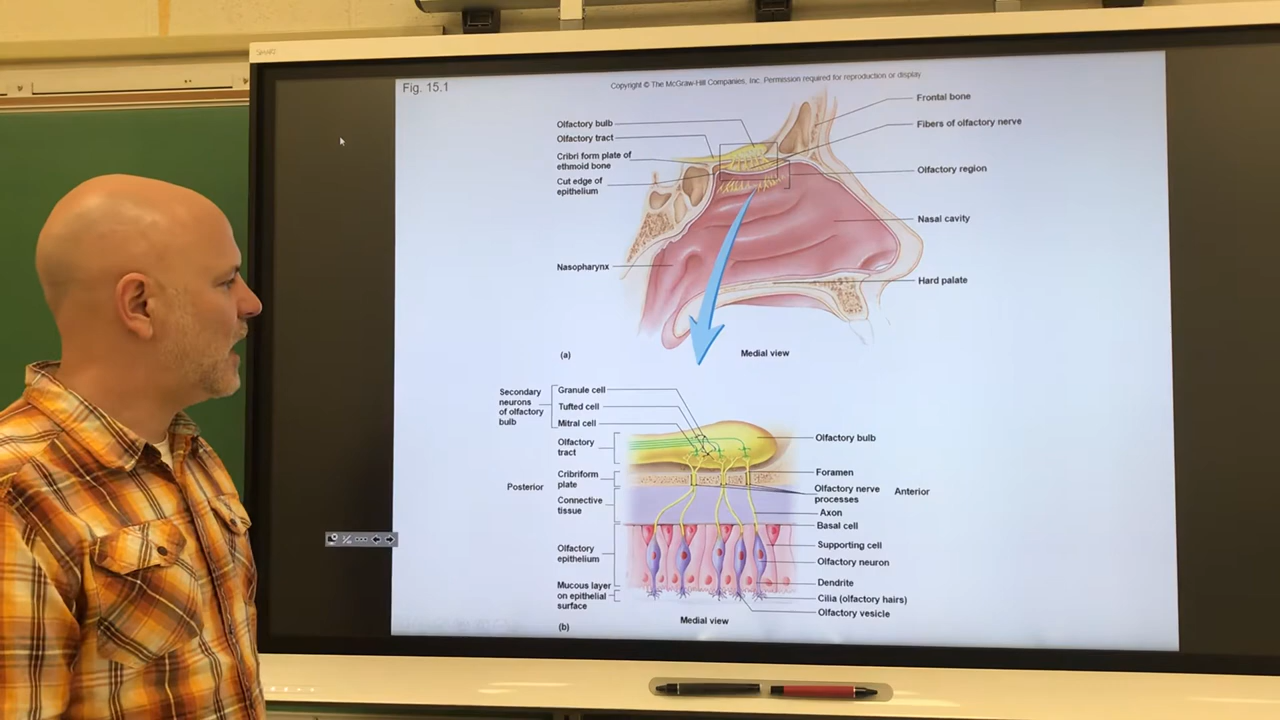 SMART
Fig. 15.1
Copyright © The McGraw-Hill Companies, Inc. Permission required for reproduction or display
Olfactory bulb
Olfactory tract
Cribri form plate of
ethmoid bone
Cut edge of
epithelium
Nasopharynx
Frontal bone
Fibers of olfactory nerve
Olfactory region
Nasal cavity
Hard palate
(a)
Medial view
Secondary
neurons
of olfactory
bulb
Granule cell
Tufted cell
Mitral cell
Olfactory
tract
Cribriform
plate
Posterior
Connective
tissue
Olfactory
epithelium
Mucous layer
on epithelial
surface
Olfactory bulb
Foramen
Olfactory nerve
processes
Anterior
Axon
Basal cell
Supporting cell
Olfactory neuron
Dendrite
Cilia (olfactory hairs)
Olfactory vesicle
(b)
Medial view